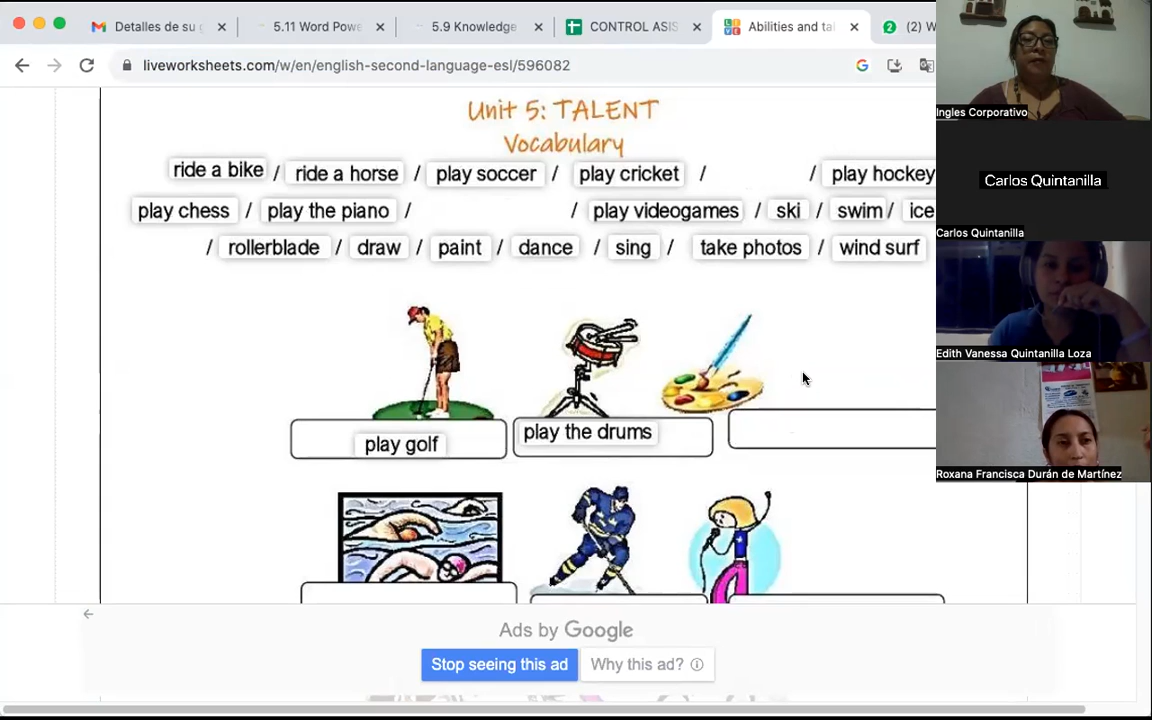 Detalles de su
5.11 Word Powe
5.9 Knowledge
CONTROL ASIS
Abilities and ta
(2) W
liveworksheets.com/w/en/english-second-language-esl/596082
Unit 5: TALENT
Vocabulary
ride a bike / ride a horse / play soccer / play cricket / / play hockey
play chess / play the piano / / play videogames / ski / swim / ice
/ rollerblade / draw / paint / dance / sing / take photos / wind surf
play golf
play the drums
Ads by Google
Stop seeing this ad
Why this ad?
Ingles Corporativo
Carlos Quintanilla
Carlos Quintanilla
Edith Vanessa Quintanilla Loza
Roxana Francisca Durán de Martínez